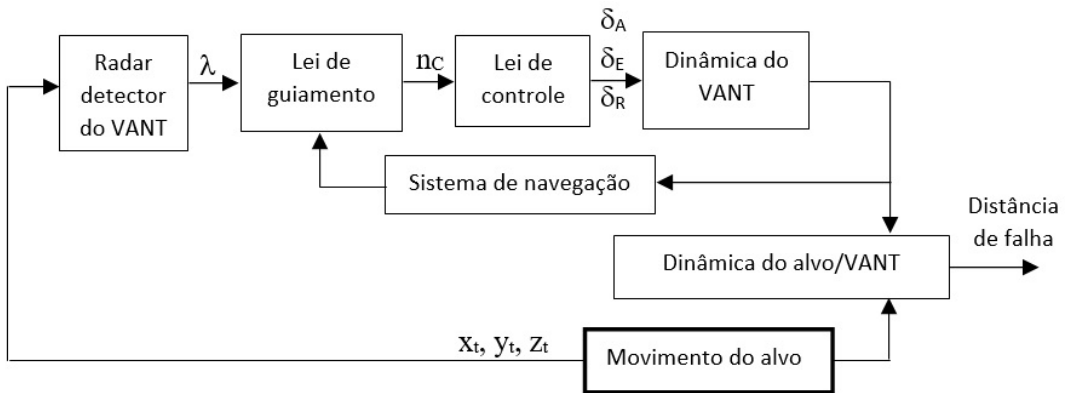 Radar
detector
do VANT
λ
Lei de
guiamento
nC
Lei de
controle
δA
δE
δR
Dinâmica do
VANT
Sistema de navegação
Distância
de falha
Dinâmica do alvo/VANT
xt, yt, zt
Movimento do alvo